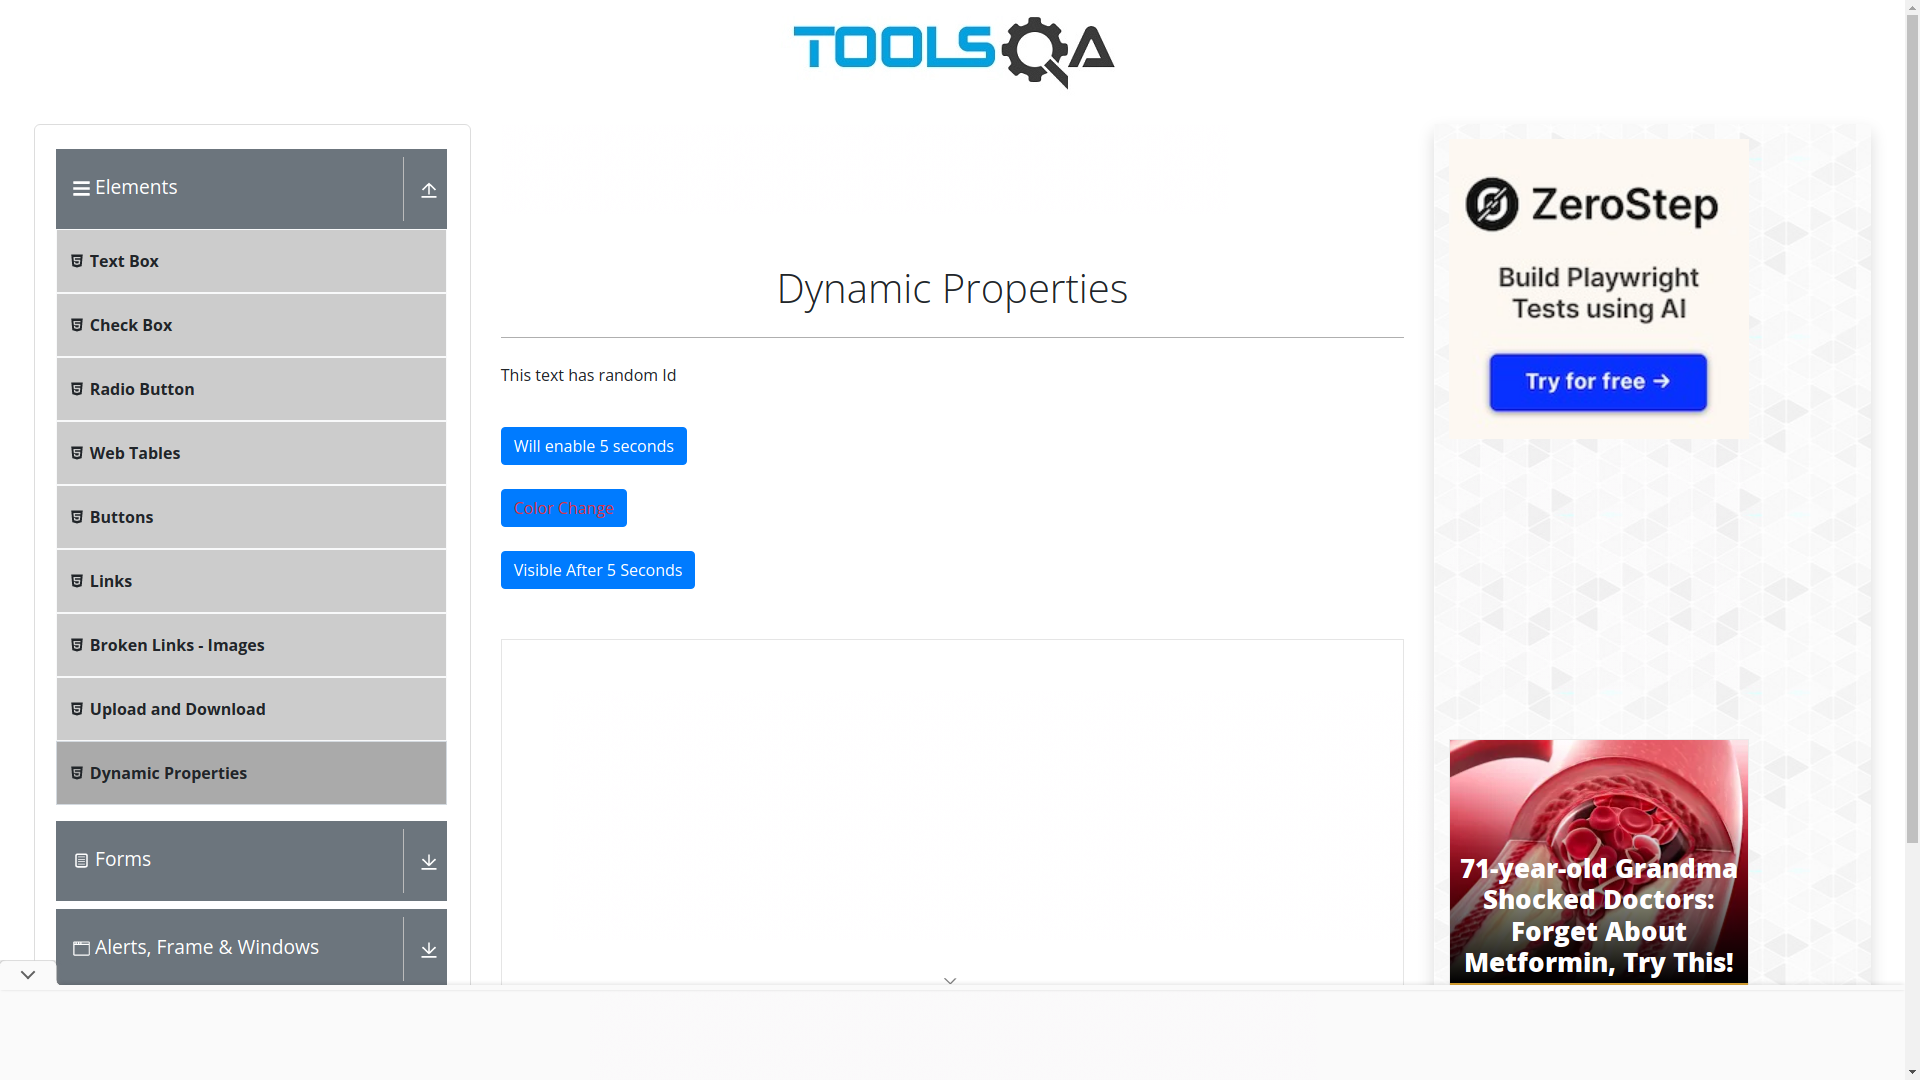 TOOLSQA
Elements
Text Box
Check Box
Radio Button
Web Tables
Buttons
Links
Broken Links - Images
Upload and Download
Dynamic Properties
Forms
Alerts, Frame & Windows
Dynamic Properties
This text has random Id
Will enable 5 seconds
Color Change
Visible After 5 Seconds
ZeroStep
Build Playwright
Tests using AI
Try for free →
71-year-old Grandma
Shocked Doctors:
Forget About
Metformin, Try This!